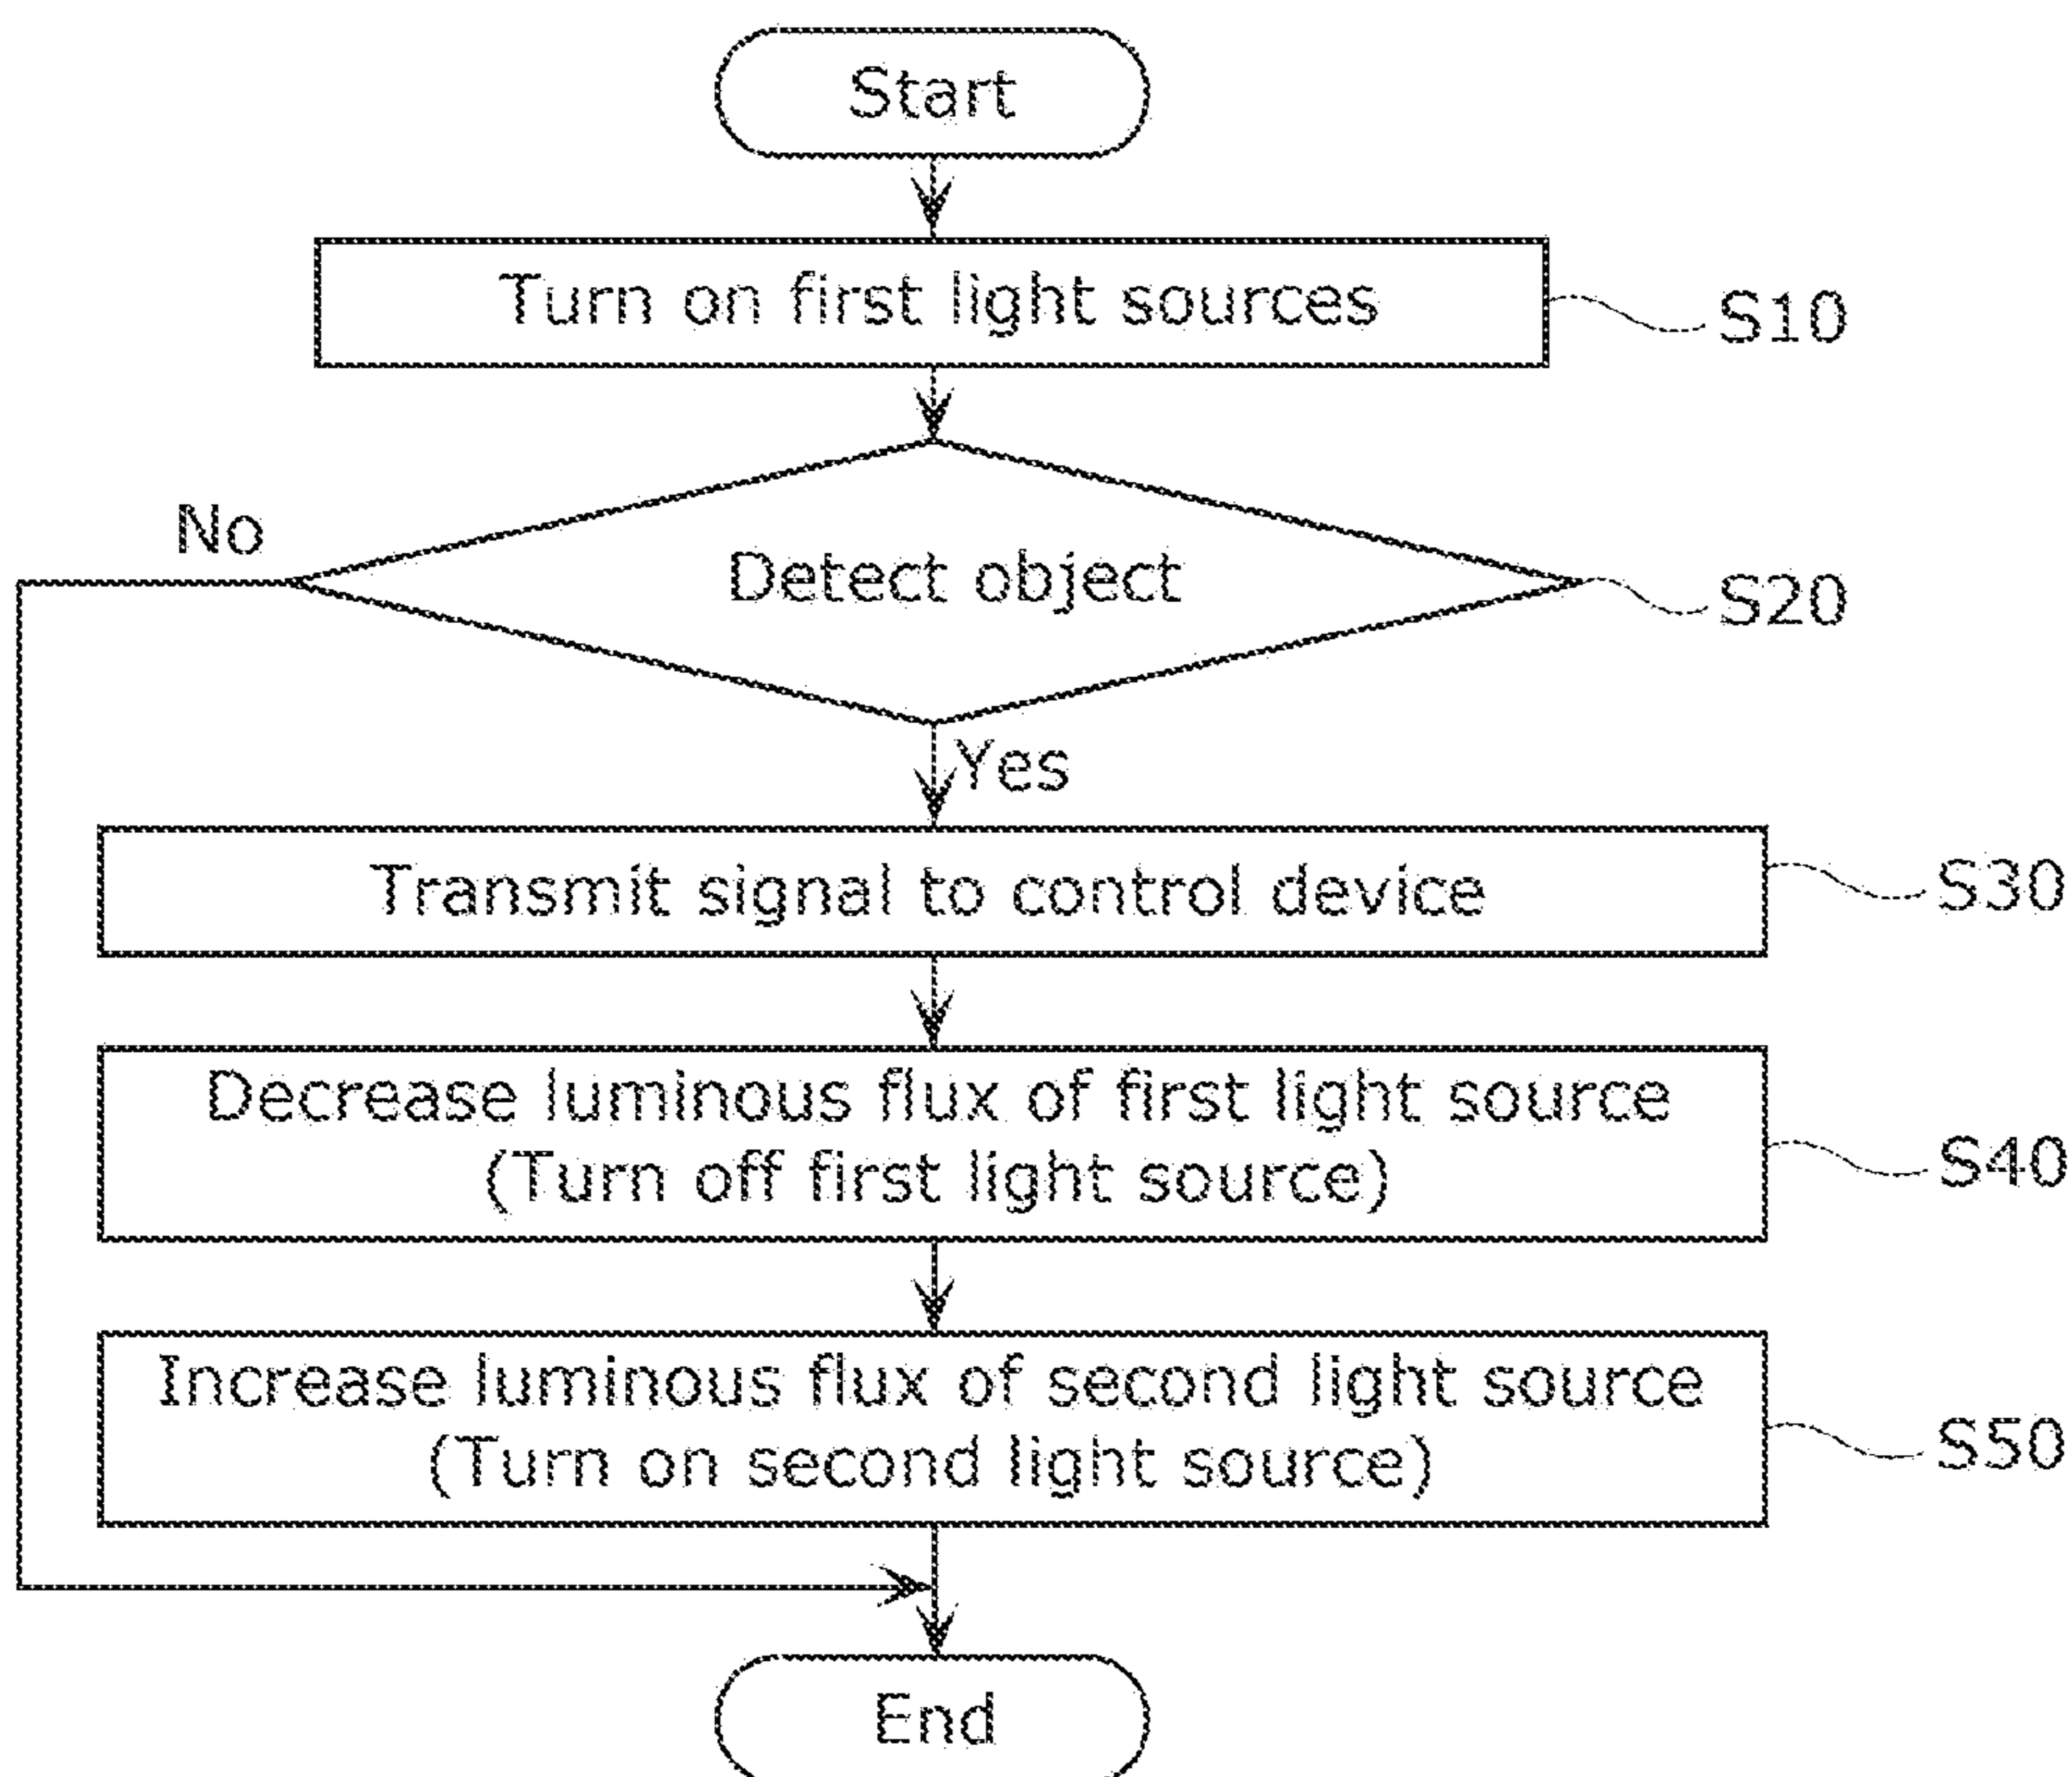 Start
Turn on first light sources
S10
No
Detect object
S20
Yes
Transmit signal to control device
S30
Decrease luminous flux of first light source
(Turn off first light source)
S40
Increase luminous flux of second light source
(Turn on second light source)
S50
End